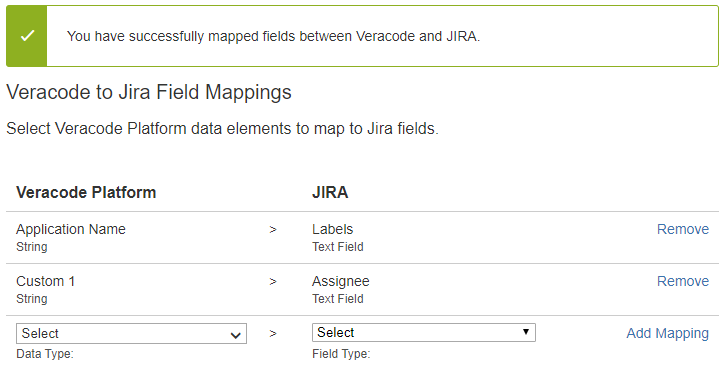 You have successfully mapped fields between Veracode and JIRA.
Veracode to Jira Field Mappings
Select Veracode Platform data elements to map to Jira fields.
Veracode Platform JIRA
Application Name > Labels Remove
String Text Field
Custom 1 > Assignee Remove
String Text Field
Select > Select Add Mapping
Data Type: Field Type: